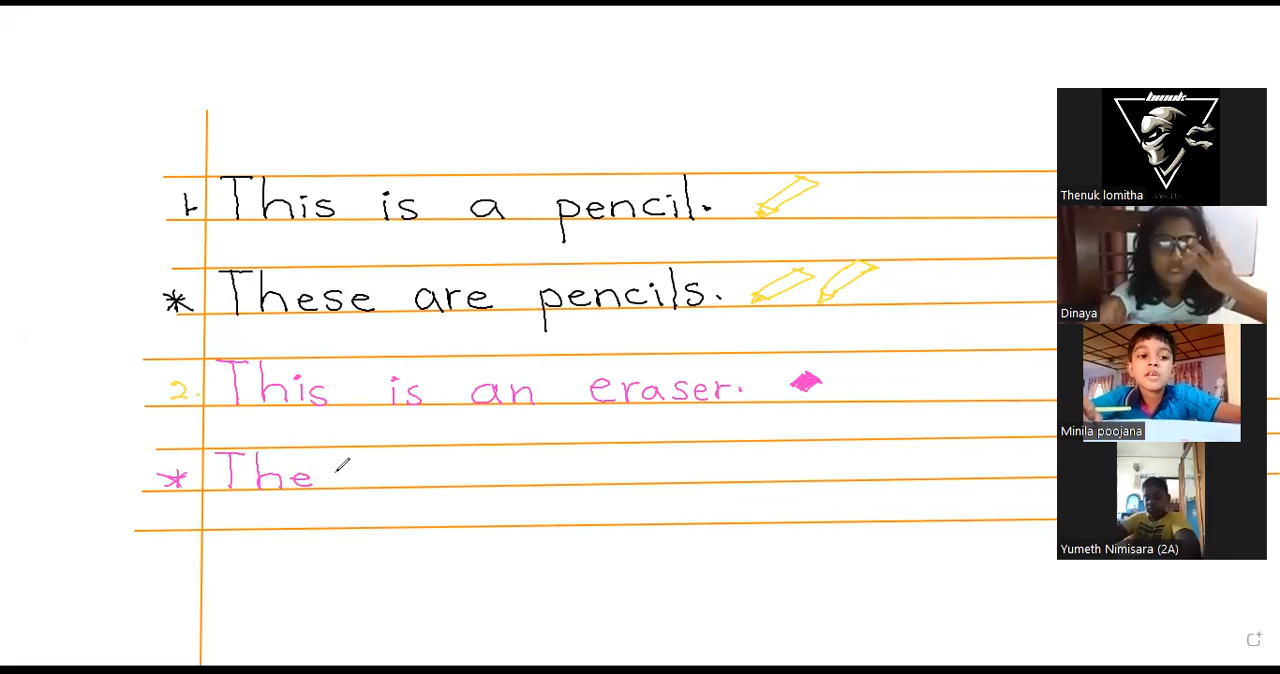 1. This is a pencil.
* These are pencils.
2. This is an eraser.
* The
tenuk
Thenuk lomitha
Dinaya
Minila poojana
Yumeth Nimisara (2A)